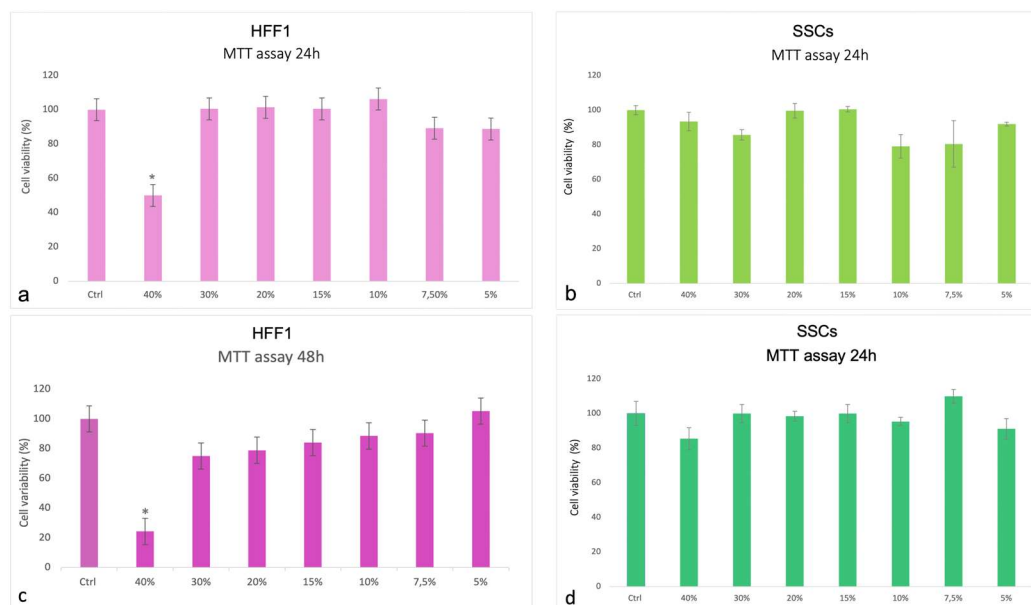 HFF1
MTT assay 24h
Cell viability (%)
120
100
80
60
40
20
0
*
Ctrl 40% 30% 20% 15% 10% 7,50% 5%
a
SSCs
MTT assay 24h
Cell viability (%)
120
100
80
60
40
20
0
Ctrl 40% 30% 20% 15% 10% 7,5% 5%
b
HFF1
MTT assay 48h
Cell variability (%)
120
100
80
60
40
20
0
*
Ctrl 40% 30% 20% 15% 10% 7,5% 5%
c
SSCs
MTT assay 24h
Cell viability (%)
120
100
80
60
40
20
0
Ctrl 40% 30% 20% 15% 10% 7,5% 5%
d